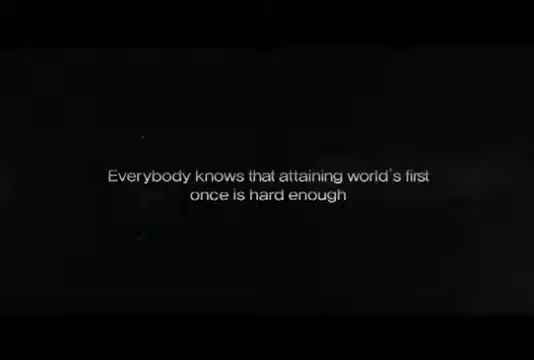 Everybody knows that attaining world's first
once is hard enough